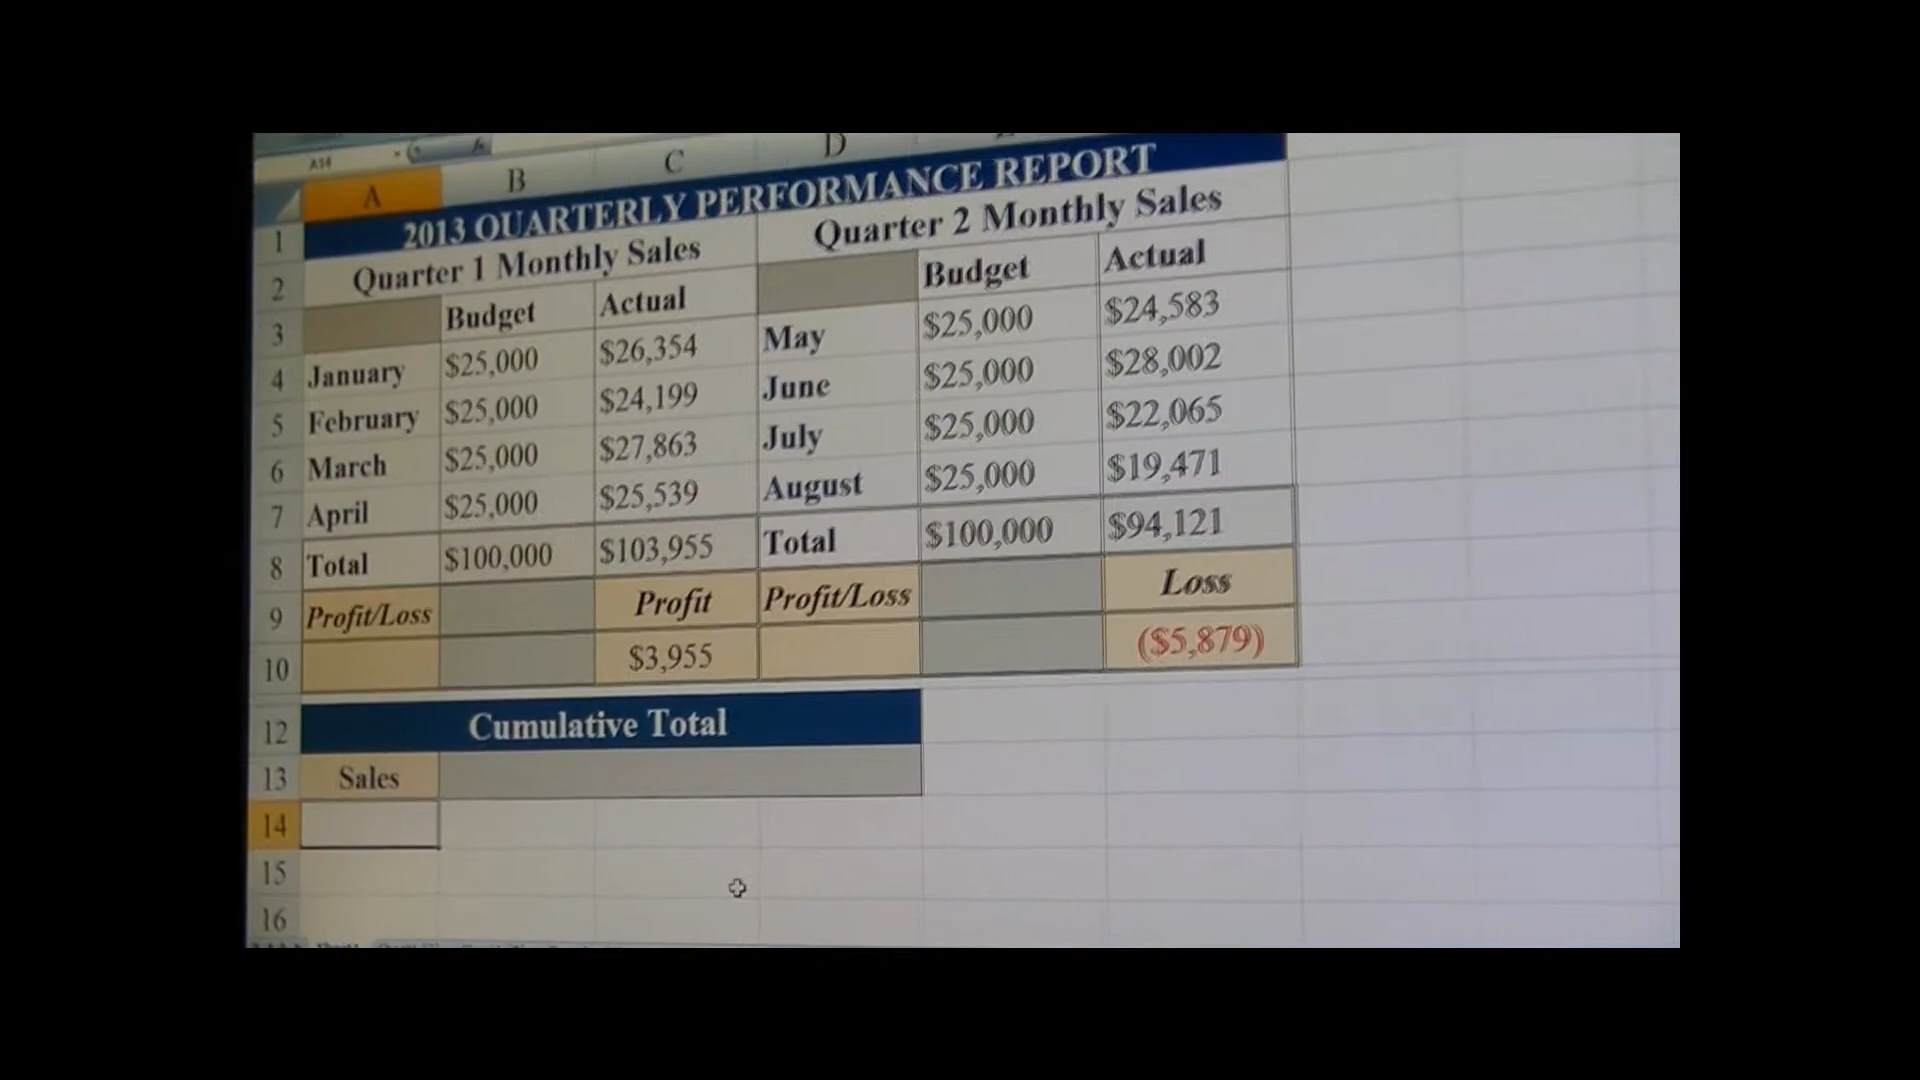 A14
A B C D
1 2013 QUARTERLY PERFORMANCE REPORT
2 Quarter 1 Monthly Sales Quarter 2 Monthly Sales
3 Budget Actual Budget Actual
4 January $25,000 $26,354 May $25,000 $24,583
5 February $25,000 $24,199 June $25,000 $28,002
6 March $25,000 $27,863 July $25,000 $22,065
7 April $25,000 $25,539 August $25,000 $19,471
8 Total $100,000 $103,955 Total $100,000 $94,121
9 Profit/Loss Profit Profit/Loss Loss
10 $3,955 ($5,879)
12 Cumulative Total
13 Sales
14
15
16